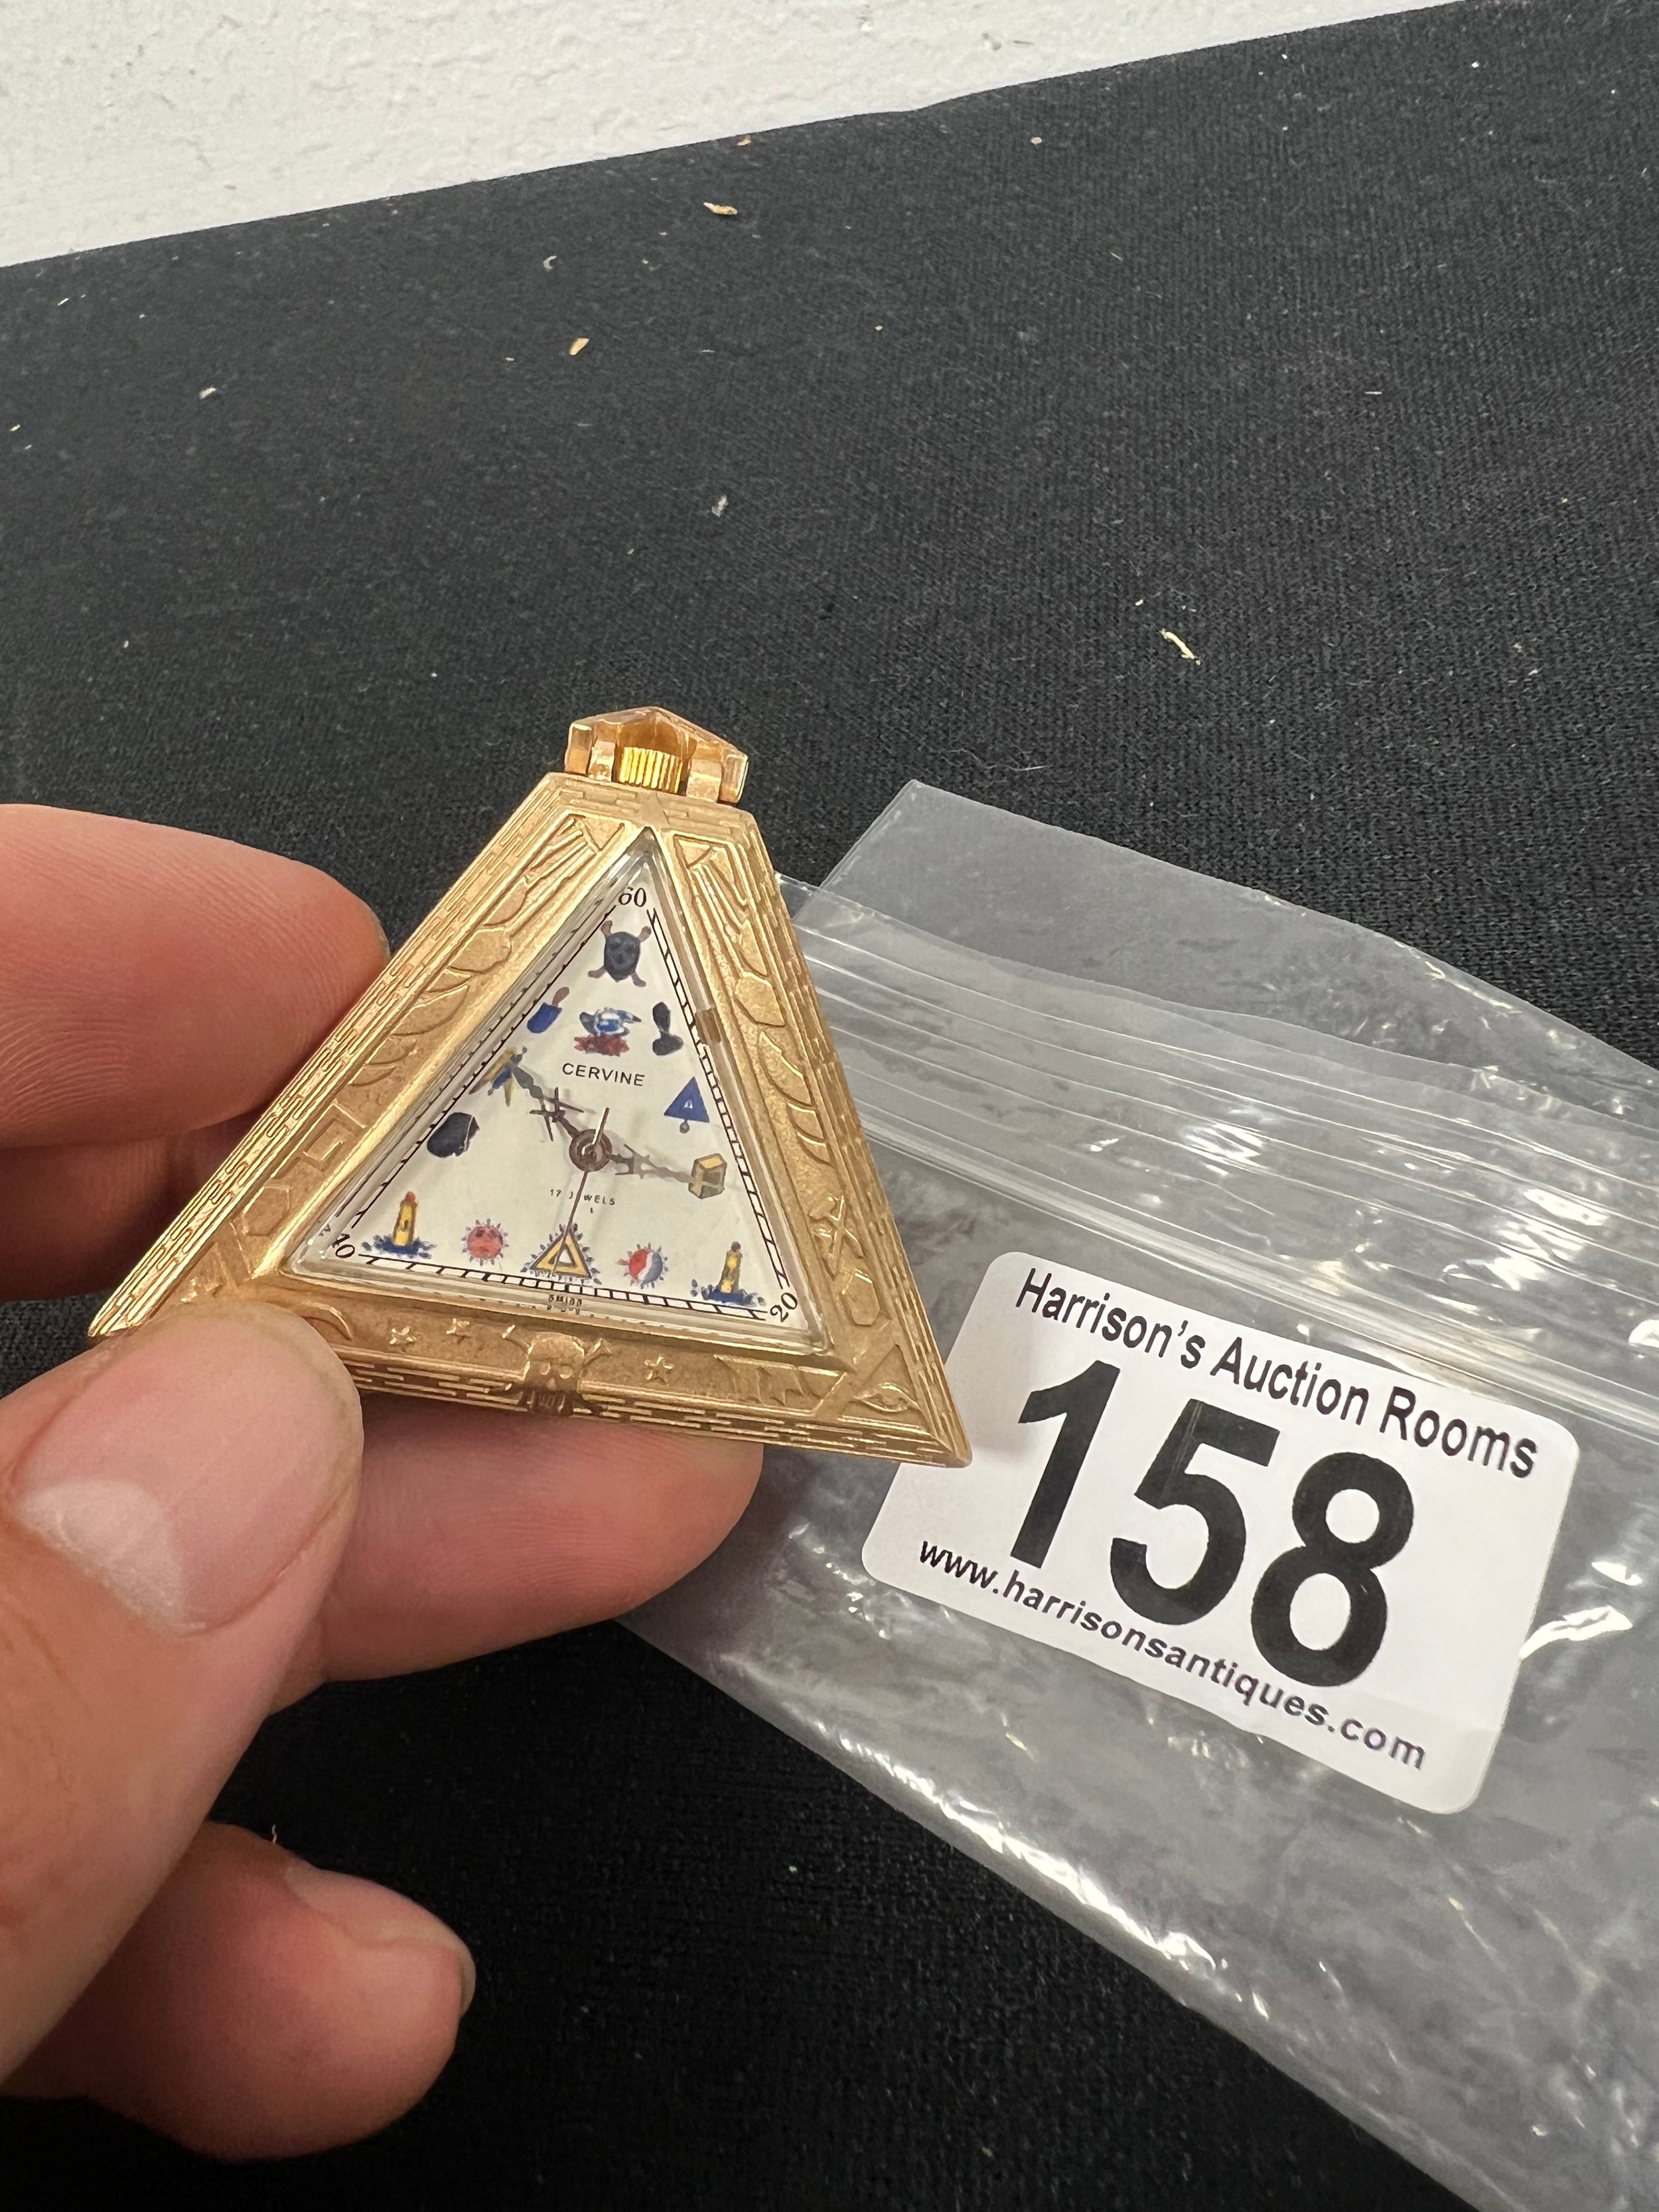 60
CERVINE
17 JEWELS
40
20
SWISS
Harrison's Auction Rooms
158
www.harrisonsantiques.com